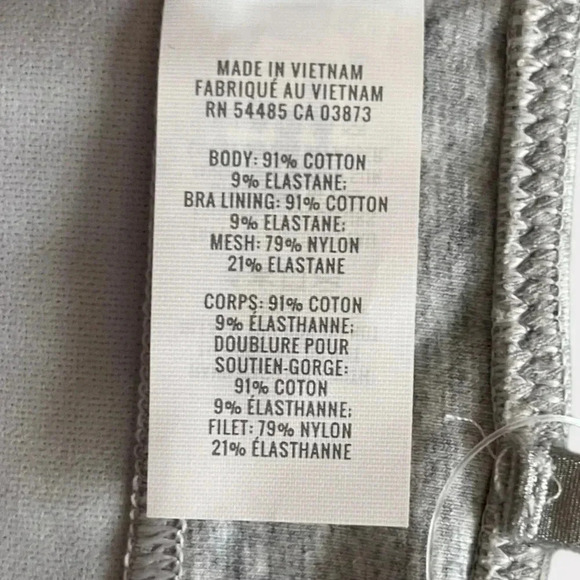 MADE IN VIETNAM
FABRIQUÉ AU VIETNAM
RN 54485 CA 03873
BODY: 91% COTTON
9% ELASTANE;
BRA LINING: 91% COTTON
9% ELASTANE;
MESH: 79% NYLON
21% ELASTANE
CORPS: 91% COTON
9% ÉLASTHANNE;
DOUBLURE POUR
SOUTIEN-GORGE:
91% COTON
9% ÉLASTHANNE;
FILET: 79% NYLON
21% ÉLASTHANNE